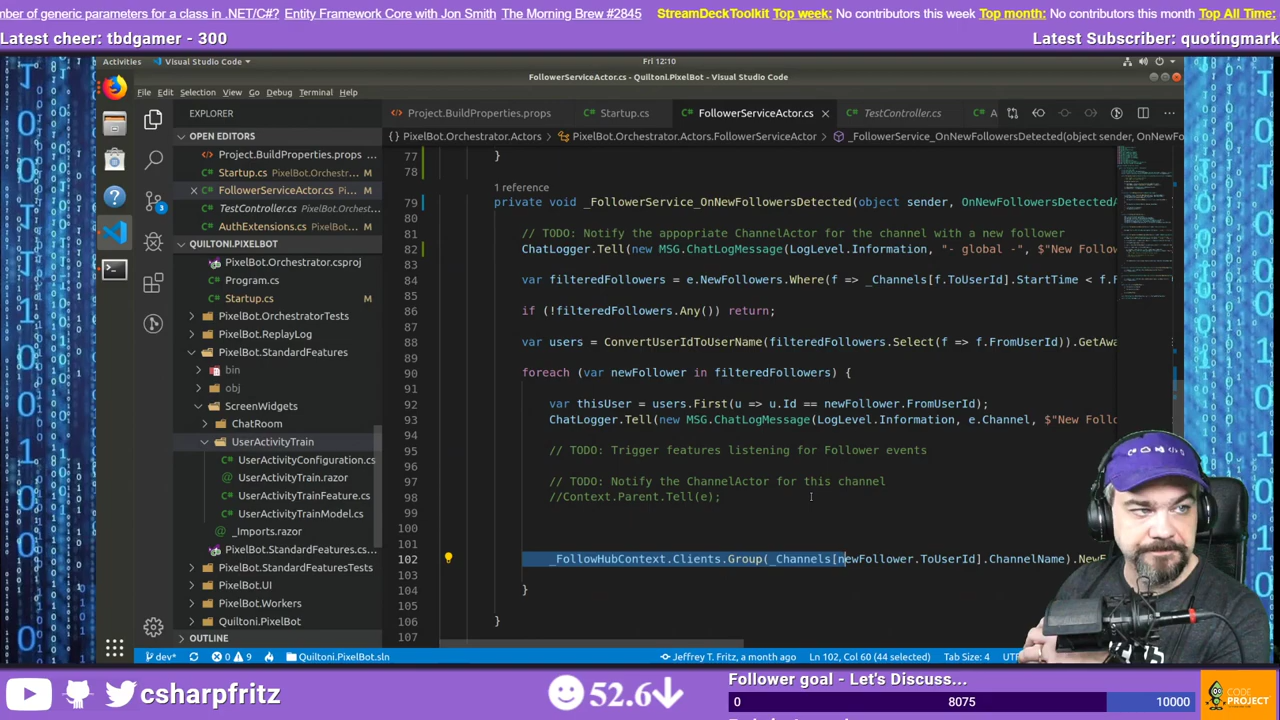 mber of generic parameters for a class in .NET/C#? Entity Framework Core with Jon Smith The Morning Brew #2845
StreamDeckToolkit Top week: No contributors this week Top month: No contributors this month Top All Time:
Latest cheer: tbdgamer - 300
Latest Subscriber: quotingmark
Activities Visual Studio Code Fri 12:10
FollowerServiceActor.cs - Quiltoni.PixelBot - Visual Studio Code
File Edit Selection View Go Debug Terminal Help
EXPLORER
Project.BuildProperties.props Startup.cs FollowerServiceActor.cs TestController.cs A
OPEN EDITORS
Project.BuildProperties.props ...
Startup.cs PixelBot.Orchestr... M
FollowerServiceActor.cs Pi... M
TestController.cs PixelBot.Orchest...
AuthExtensions.cs PixelBot... M
QUILTONI.PIXELBOT
PixelBot.Orchestrator.csproj
Program.cs
Startup.cs M
PixelBot.OrchestratorTests
PixelBot.ReplayLog
PixelBot.StandardFeatures
bin
obj
ScreenWidgets
ChatRoom
UserActivityTrain
UserActivityConfiguration.cs
UserActivityTrain.razor
UserActivityTrainFeature.cs
UserActivityTrainModel.cs
_Imports.razor
PixelBot.StandardFeatures.cs...
PixelBot.StandardFeaturesTests
PixelBot.UI
PixelBot.Workers
Quiltoni.PixelBot
OUTLINE
3
PixelBot.Orchestrator.Actors PixelBot.Orchestrator.Actors.FollowerServiceActor _FollowerService_OnNewFollowersDetected(object sender, OnNewFo
77 }
78
1 reference
79 private void _FollowerService_OnNewFollowersDetected(object sender, OnNewFollowersDetectedA
80
81 // TODO: Notify the appopriate ChannelActor for the channel with a new follower
82 ChatLogger.Tell(new MSG.ChatLogMessage(LogLevel.Information, "- global -", $"New Follow
83
84 var filteredFollowers = e.NewFollowers.Where(f => _Channels[f.ToUserId].StartTime < f.F
86 if (!filteredFollowers.Any()) return;
88 var users = ConvertUserIdToUserName(filteredFollowers.Select(f => f.FromUserId)).GetAwa
89
90 foreach (var newFollower in filteredFollowers) {
91
92 var thisUser = users.First(u => u.Id == newFollower.FromUserId);
93 ChatLogger.Tell(new MSG.ChatLogMessage(LogLevel.Information, e.Channel, $"New Follo
94
95 // TODO: Trigger features listening for Follower events
96
97 // TODO: Notify the ChannelActor for this channel
98 //Context.Parent.Tell(e);
100
101
102 _FollowHubContext.Clients.Group(_Channels[newFollower.ToUserId].ChannelName).NewF
103
104 }
105
106 }
107
dev* 0 9 Quiltoni.PixelBot.sln Jeffrey T. Fritz, a month ago Ln 102, Col 60 (44 selected) Tab Size: 4 UTF
csharpfritz
52.6
Follower goal - Let's Discuss...
0 8075 10000
CODE PROJECT